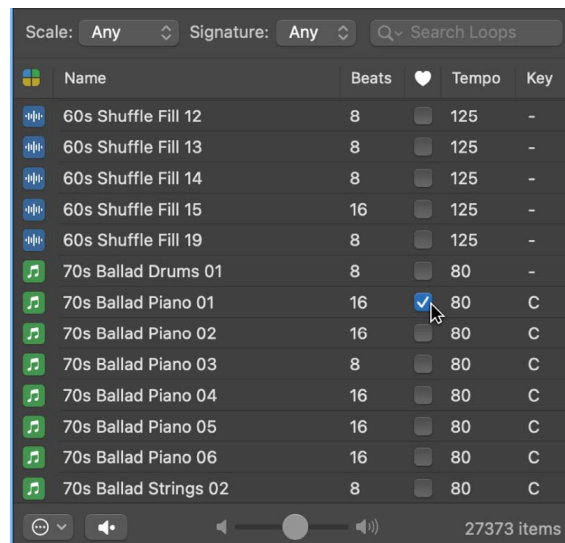 Scale: Any Signature: Any Search Loops
Name Beats Tempo Key
60s Shuffle Fill 12 8 125 -
60s Shuffle Fill 13 8 125 -
60s Shuffle Fill 14 8 125 -
60s Shuffle Fill 15 16 125 -
60s Shuffle Fill 19 8 125 -
70s Ballad Drums 01 8 80 -
70s Ballad Piano 01 16 80 C
70s Ballad Piano 02 16 80 C
70s Ballad Piano 03 8 80 C
70s Ballad Piano 04 16 80 C
70s Ballad Piano 05 16 80 C
70s Ballad Piano 06 16 80 C
70s Ballad Strings 02 8 80 C
27373 items